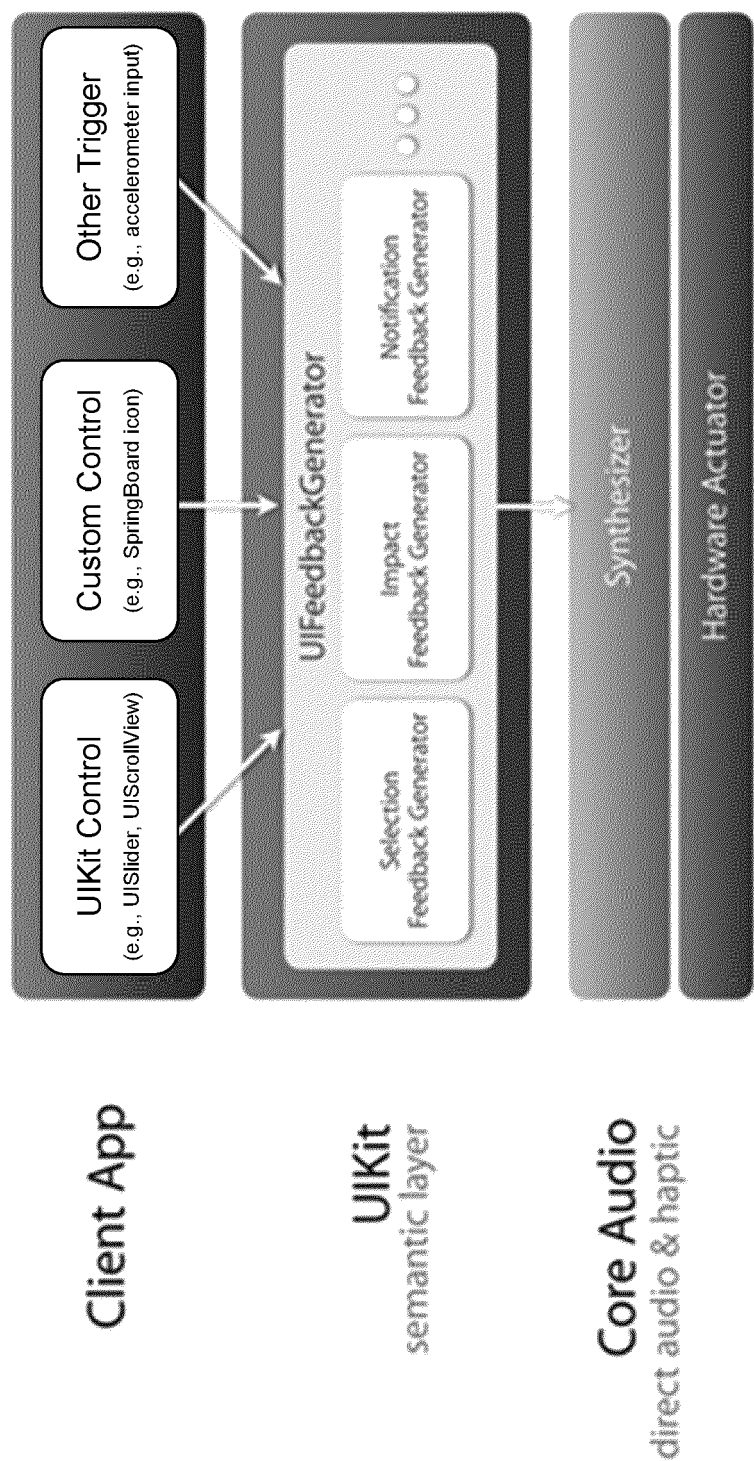 Client App
UIKit Control
(e.g., UISlider, UIScrollView)
Custom Control
(e.g., SpringBoard icon)
Other Trigger
(e.g., accelerometer input)
UIKit
semantic layer
UIFeedbackGenerator
Selection
Feedback Generator
Impact
Feedback Generator
Notification
Feedback Generator
Core Audio
direct audio & haptic
Synthesizer
Hardware Actuator